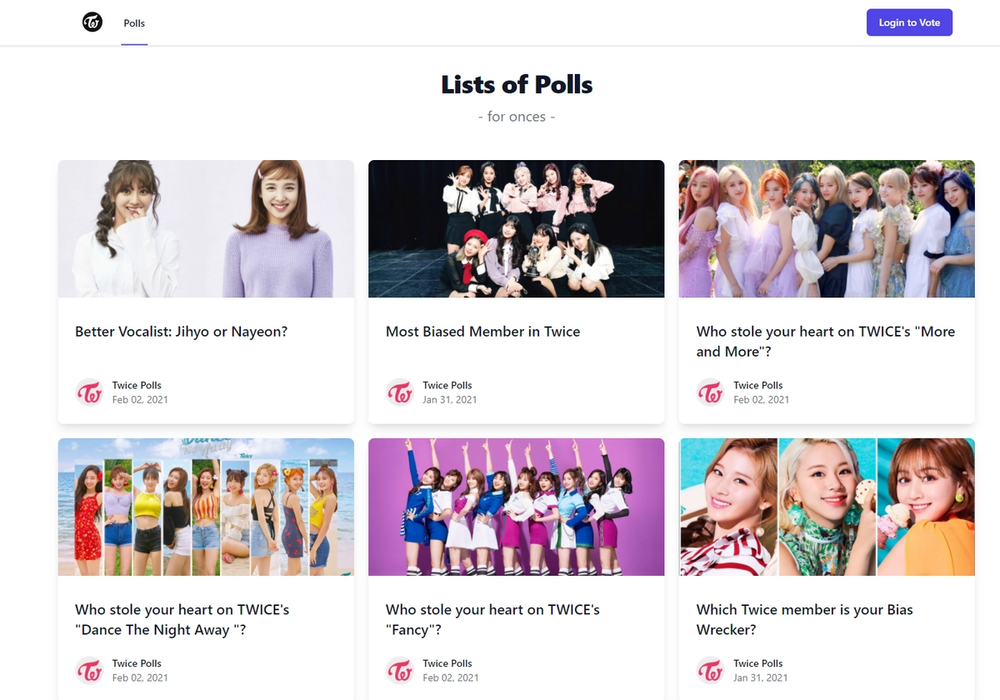 Polls
Login to Vote
Lists of Polls
- for onces -
Better Vocalist: Jihyo or Nayeon?
Twice Polls
Feb 02, 2021
Most Biased Member in Twice
Twice Polls
Jan 31, 2021
Who stole your heart on TWICE's "More
and More"?
Twice Polls
Feb 02, 2021
Who stole your heart on TWICE's
"Dance The Night Away "?
Twice Polls
Feb 02, 2021
Who stole your heart on TWICE's
"Fancy"?
Twice Polls
Feb 02, 2021
Which Twice member is your Bias
Wrecker?
Twice Polls
Jan 31, 2021